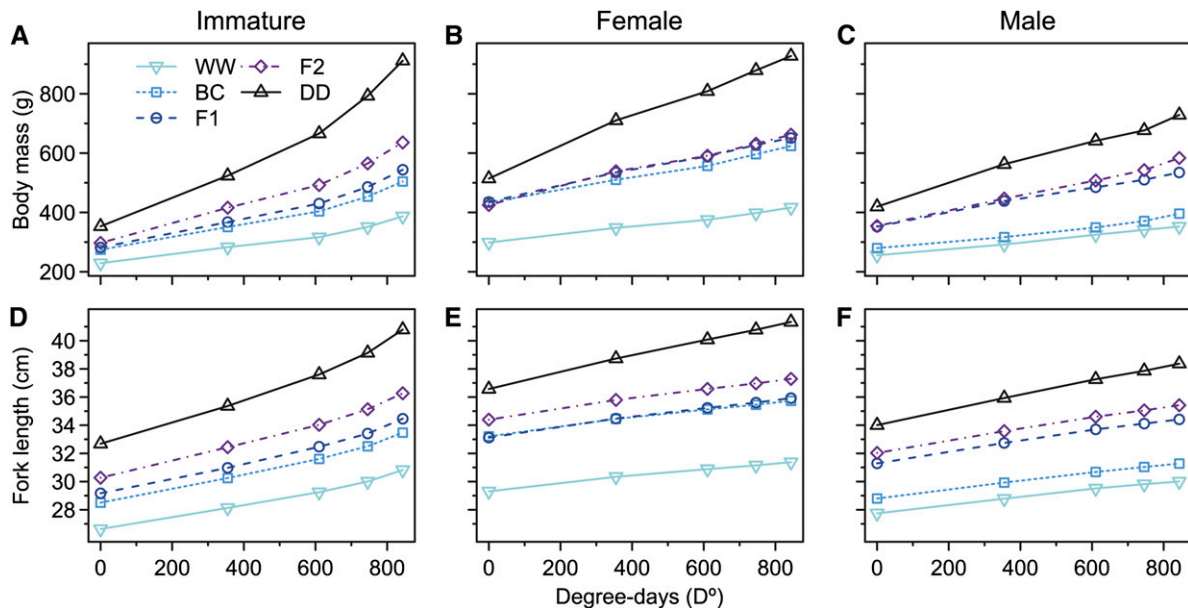 Immature Female Male
A B C
WW F2
BC DD
F1
Body mass (g)
800
600
400
200
D E F
Fork length (cm)
40
38
36
34
32
30
28
0 200 400 600 800 0 200 400 600 800 0 200 400 600 800
Degree-days (Dº)